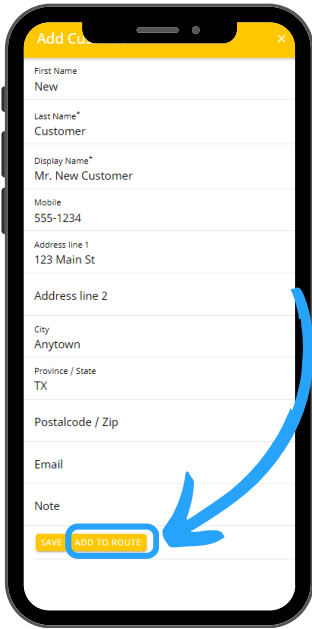 Add Cu
×
First Name
New
Last Name*
Customer
Display Name*
Mr. New Customer
Mobile
555-1234
Address line 1
123 Main St
Address line 2
City
Anytown
Province / State
TX
Postalcode / Zip
Email
Note
SAVE ADD TO ROUTE